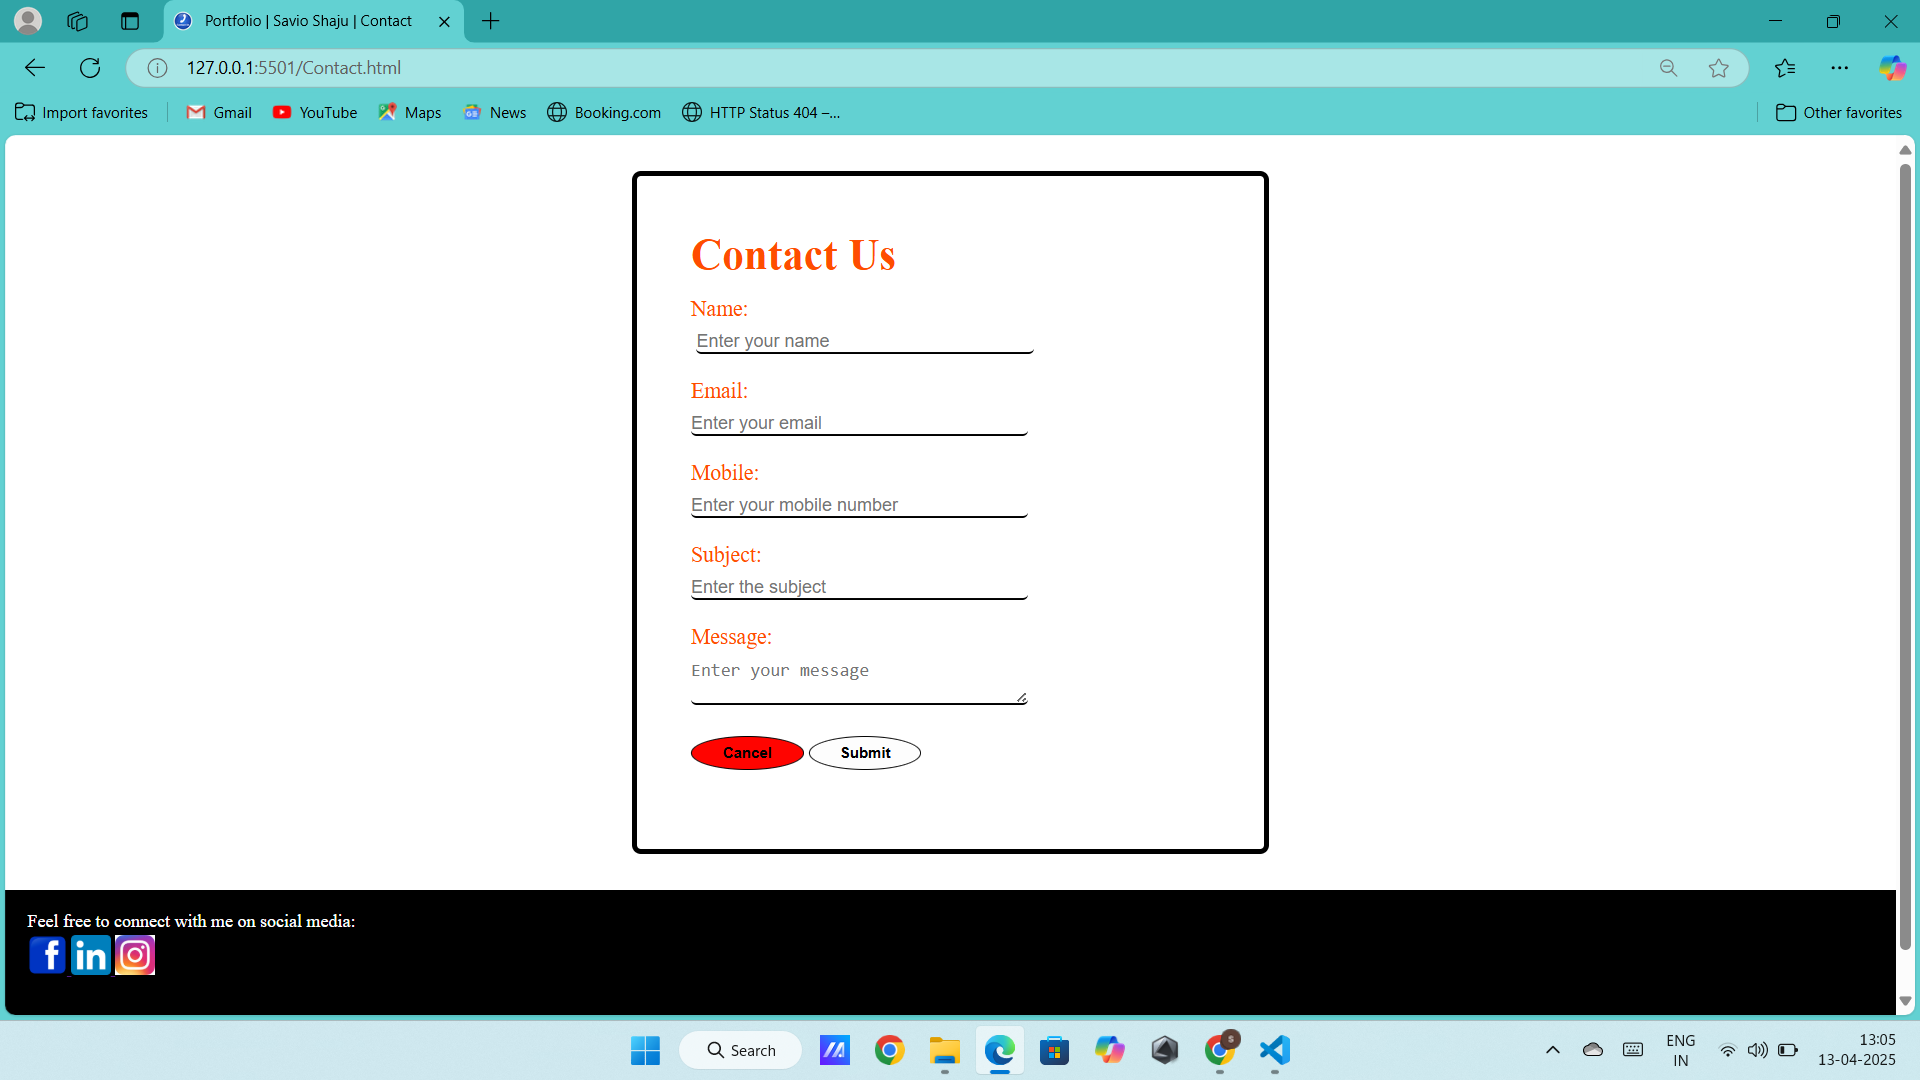 Portfolio | Savio Shaju | Contact
127.0.0.1:5501/Contact.html
Import favorites
Gmail
YouTube
Maps
News
Booking.com
HTTP Status 404 –...
Other favorites
Contact Us
Name:
Enter your name
Email:
Enter your email
Mobile:
Enter your mobile number
Subject:
Enter the subject
Message:
Enter your message
Cancel Submit
Feel free to connect with me on social media:
Search
ENG
IN
13:05
13-04-2025